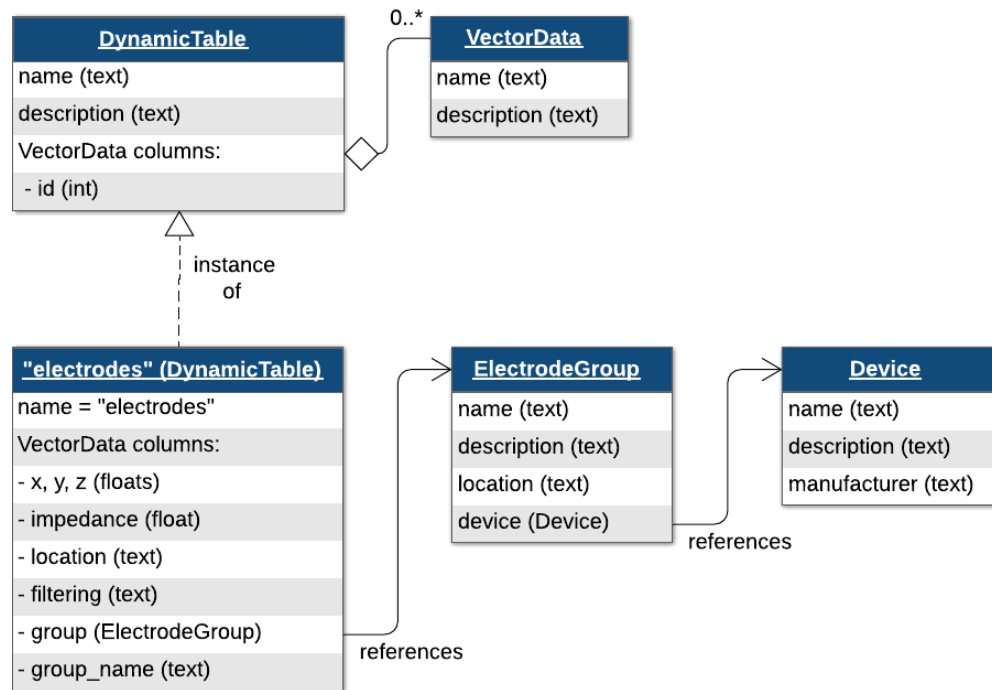 DynamicTable
name (text)
description (text)
VectorData columns:
- id (int)
0..*
VectorData
name (text)
description (text)
instance
of
"electrodes" (DynamicTable)
name = "electrodes"
VectorData columns:
- x, y, z (floats)
- impedance (float)
- location (text)
- filtering (text)
- group (ElectrodeGroup)
- group_name (text)
references
ElectrodeGroup
name (text)
description (text)
location (text)
device (Device)
references
Device
name (text)
description (text)
manufacturer (text)